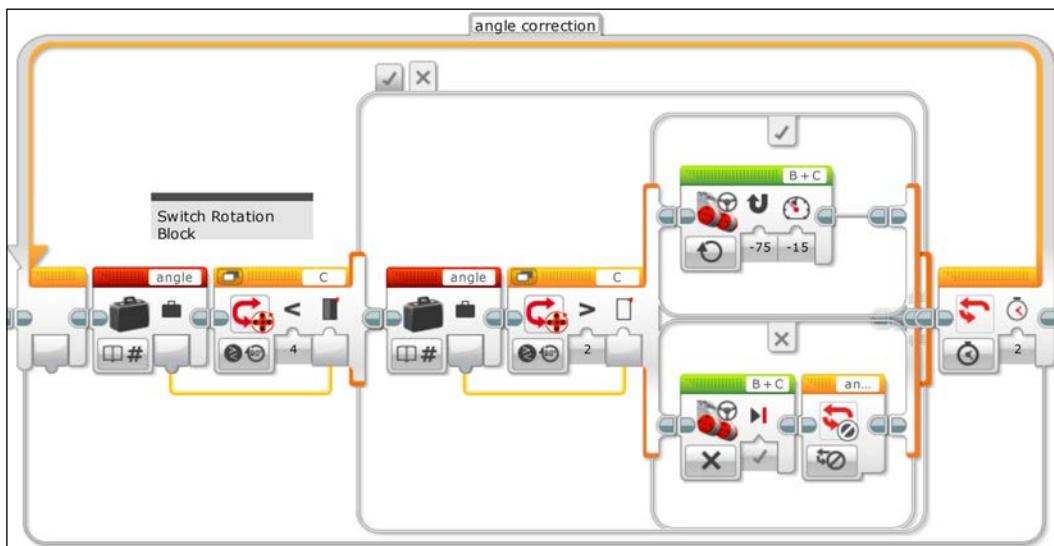 angle correction
B + C
-75 -15
Switch Rotation
Block
angle
#
C
<
4
angle
#
C
>
2
B + C
an...
2